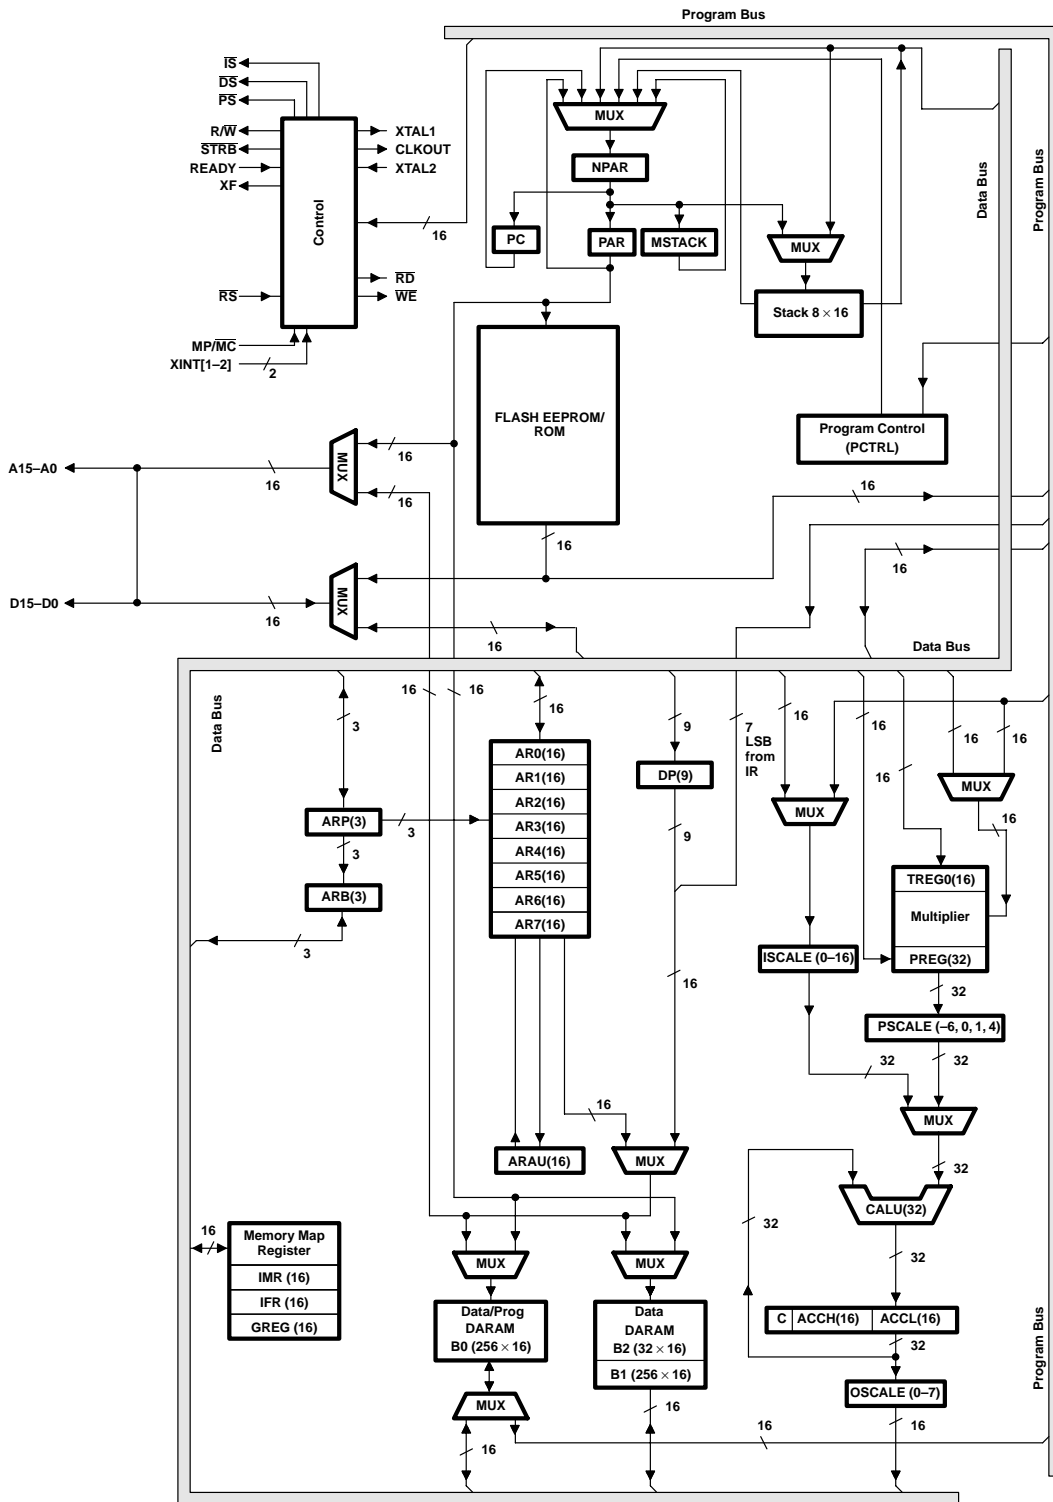 Program Bus
IS
DS
PS
R/W
STRB
READY
XF
XTAL1
CLKOUT
XTAL2
Control
16
RD
WE
RS
MP/MC
XINT[1–2]
2
MUX
NPAR
PC
PAR
MSTACK
MUX
Stack 8 × 16
Data Bus
Program Bus
FLASH EEPROM/
ROM
Program Control
(PCTRL)
A15–A0
16
MUX
16
16
16
16
D15–D0
16
MUX
16
16
Data Bus
Data Bus
3
16
16
16
9
7
LSB
from
IR
16
16
16
16
16
AR0(16)
AR1(16)
AR2(16)
AR3(16)
AR4(16)
AR5(16)
AR6(16)
AR7(16)
DP(9)
9
MUX
MUX
16
ARP(3)
3
3
ARB(3)
3
TREG0(16)
Multiplier
PREG(32)
ISCALE (0–16)
16
32
PSCALE (–6, 0, 1, 4)
32
32
MUX
32
16
ARAU(16)
MUX
CALU(32)
32
32
16
Memory Map
Register
IMR (16)
IFR (16)
GREG (16)
MUX
MUX
Data/Prog
DARAM
B0 (256 × 16)
Data
DARAM
B2 (32 × 16)
B1 (256 × 16)
C
ACCH(16)
ACCL(16)
32
OSCALE (0–7)
MUX
16
16
16
16
Program Bus